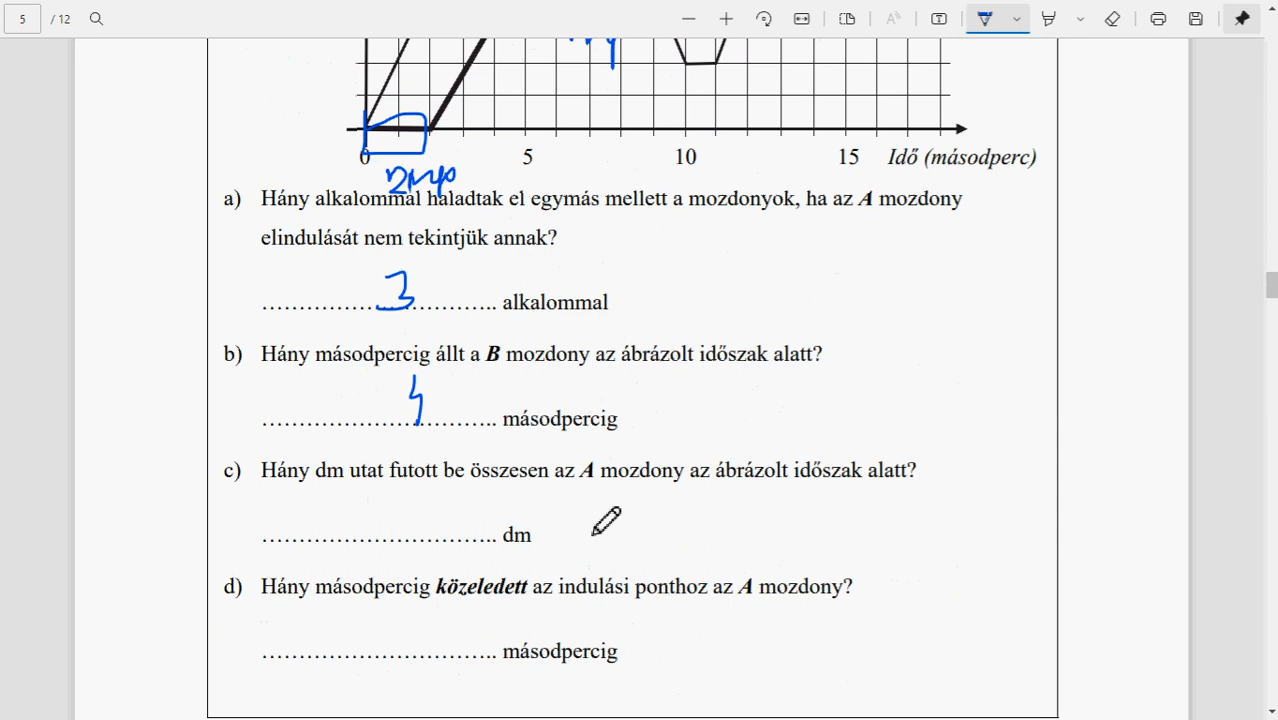 5 / 12
0 5 10 15 Idő (másodperc)
a) Hány alkalommal haladtak el egymás mellett a mozdonyok, ha az A mozdony
elindulását nem tekintjük annak?
3 alkalommal
b) Hány másodpercig állt a B mozdony az ábrázolt időszak alatt?
4 másodpercig
c) Hány dm utat futott be összesen az A mozdony az ábrázolt időszak alatt?
………………………….. dm
d) Hány másodpercig közeledett az indulási ponthoz az A mozdony?
………………………….. másodpercig